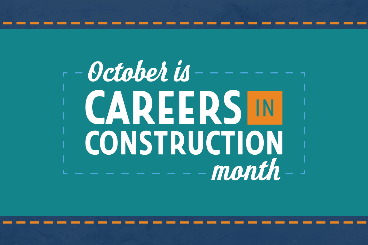 October is
CAREERS IN
CONSTRUCTION
month